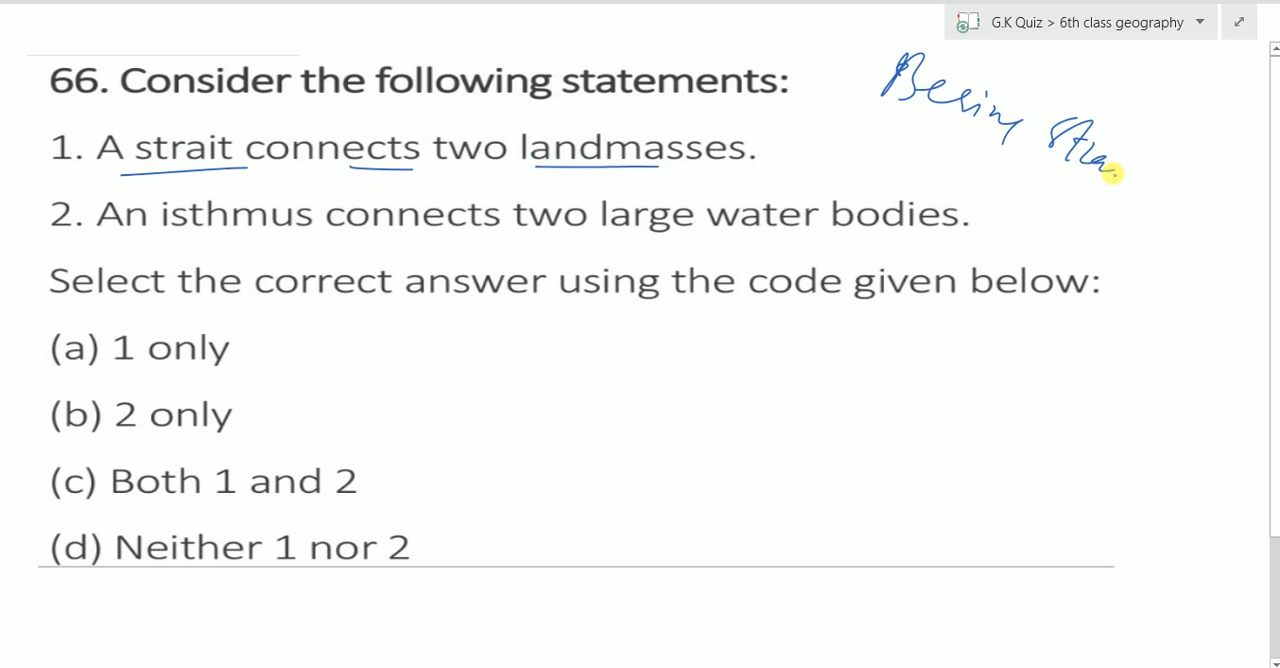 G.K Quiz > 6th class geography
66. Consider the following statements:
Bering Stra
1. A strait connects two landmasses.
2. An isthmus connects two large water bodies.
Select the correct answer using the code given below:
(a) 1 only
(b) 2 only
(c) Both 1 and 2
(d) Neither 1 nor 2